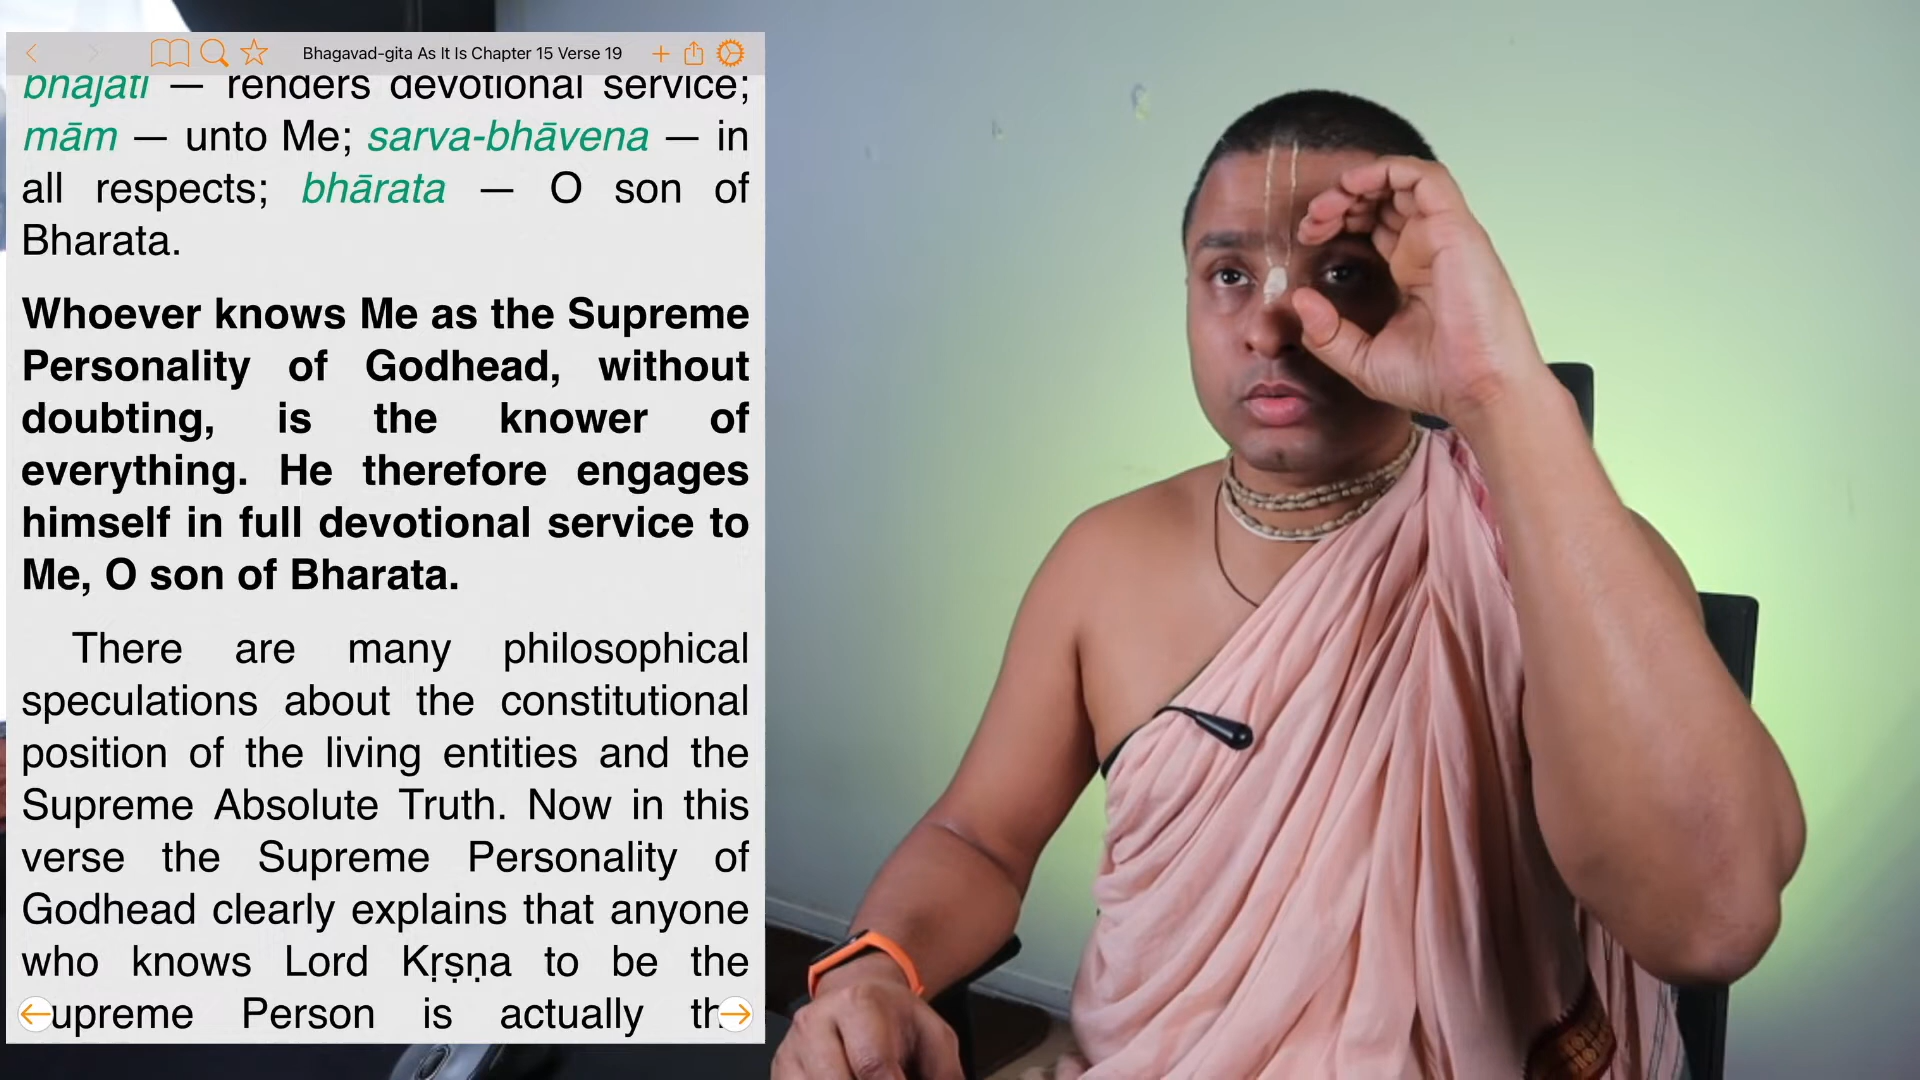 Bhagavad-gita As It Is Chapter 15 Verse 19
bhajati — renders devotional service;
mām — unto Me; sarva-bhāvena — in
all respects; bhārata — O son of
Bharata.
Whoever knows Me as the Supreme
Personality of Godhead, without
doubting, is the knower of
everything. He therefore engages
himself in full devotional service to
Me, O son of Bharata.
There are many philosophical
speculations about the constitutional
position of the living entities and the
Supreme Absolute Truth. Now in this
verse the Supreme Personality of
Godhead clearly explains that anyone
who knows Lord Kṛṣṇa to be the
upreme Person is actually th